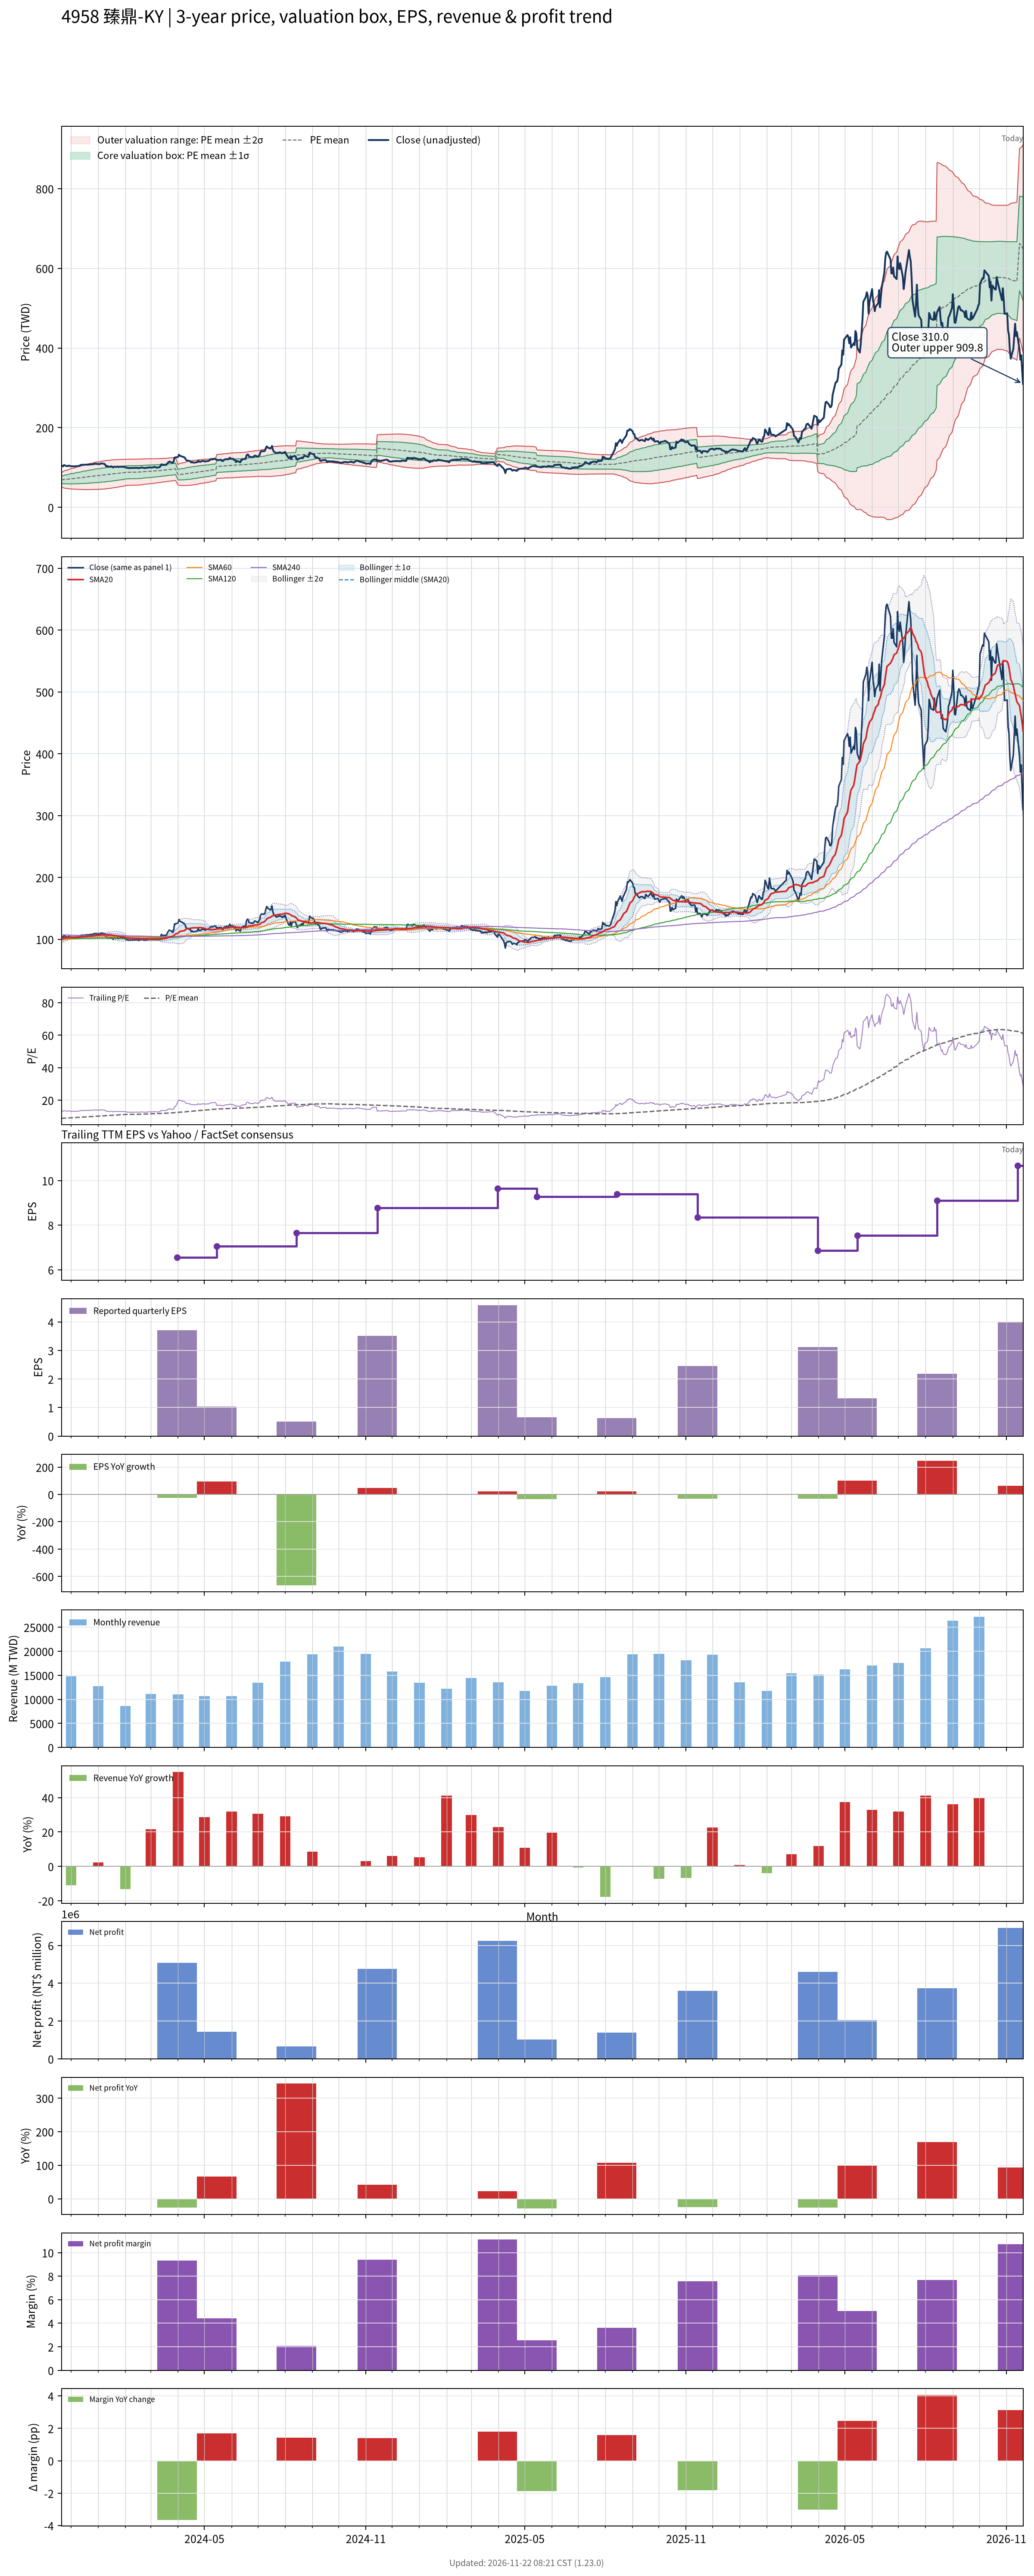 4958 臻鼎-KY | 3-year price, valuation box, EPS, revenue & profit trend
Outer valuation range: PE mean ±2σ
PE mean
Close (unadjusted)
Core valuation box: PE mean ±1σ
Today
Price (TWD)
800
600
400
200
0
Close 310.0
Outer upper 909.8
Close (same as panel 1)
SMA20
SMA60
SMA120
SMA240
Bollinger ±2σ
Bollinger ±1σ
Bollinger middle (SMA20)
Price
700
600
500
400
300
200
100
Trailing P/E
P/E mean
P/E
80
60
40
20
Trailing TTM EPS vs Yahoo / FactSet consensus
Today
EPS
10
8
6
Reported quarterly EPS
EPS
4
3
2
1
0
EPS YoY growth
YoY (%)
200
0
-200
-400
-600
Monthly revenue
Revenue (M TWD)
25000
20000
15000
10000
5000
0
Revenue YoY growth
YoY (%)
40
20
0
-20
Month
1e6
Net profit
Net profit (NT$ million)
6
4
2
0
Net profit YoY
YoY (%)
300
200
100
0
Net profit margin
Margin (%)
10
8
6
4
2
0
Margin YoY change
Δ margin (pp)
4
2
0
-2
-4
2024-05
2024-11
2025-05
2025-11
2026-05
2026-11
Updated: 2026-11-22 08:21 CST (1.23.0)